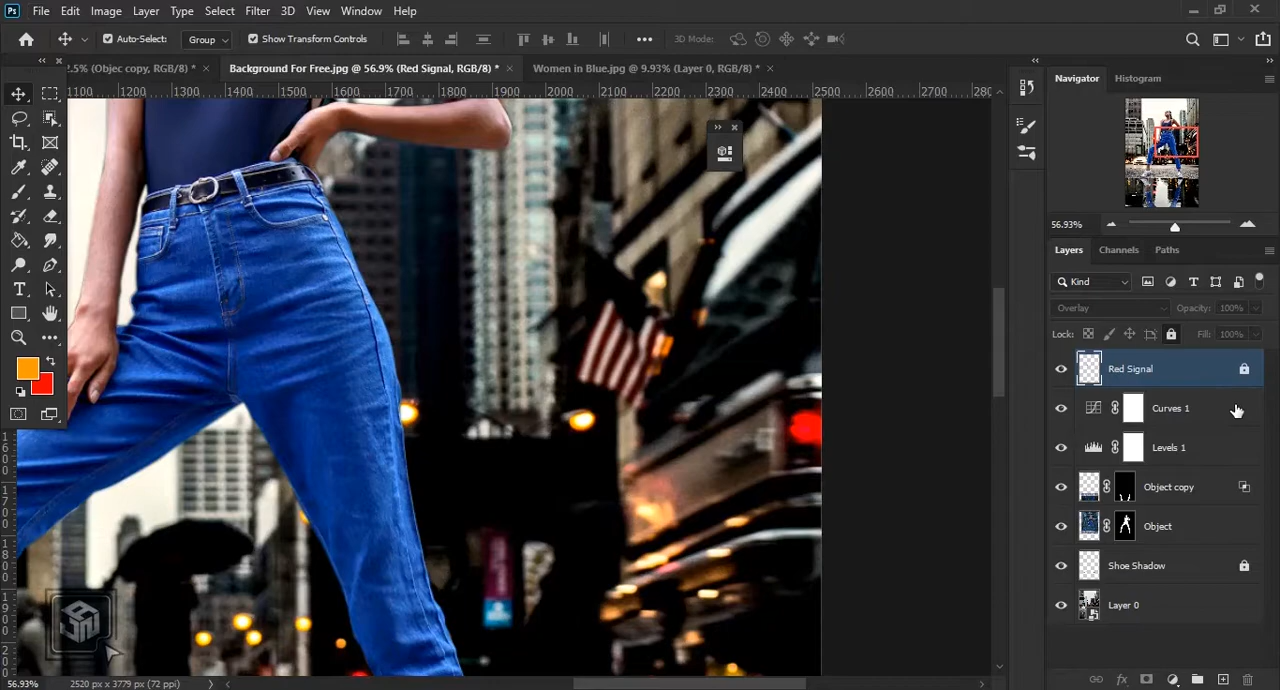 Ps File Edit Image Layer Type Select Filter 3D View Window Help
Auto-Select: Group Show Transform Controls 3D Mode:
.5% (Objec copy, RGB/8) * Background For Free.jpg @ 56.9% (Red Signal, RGB/8) * Women in Blue.jpg @ 9.93% (Layer 0, RGB/8) *
1100 1200 1300 1400 1500 1600 1700 1800 1900 2000 2100 2200 2300 2400 2500 2600 2700
Navigator Histogram
56.93%
Layers Channels Paths
Kind
Overlay Opacity: 100%
Lock: Fill: 100%
Red Signal
Curves 1
Levels 1
Object copy
Object
Shoe Shadow
Layer 0
56.93% 2520 px x 3779 px (72 ppi)